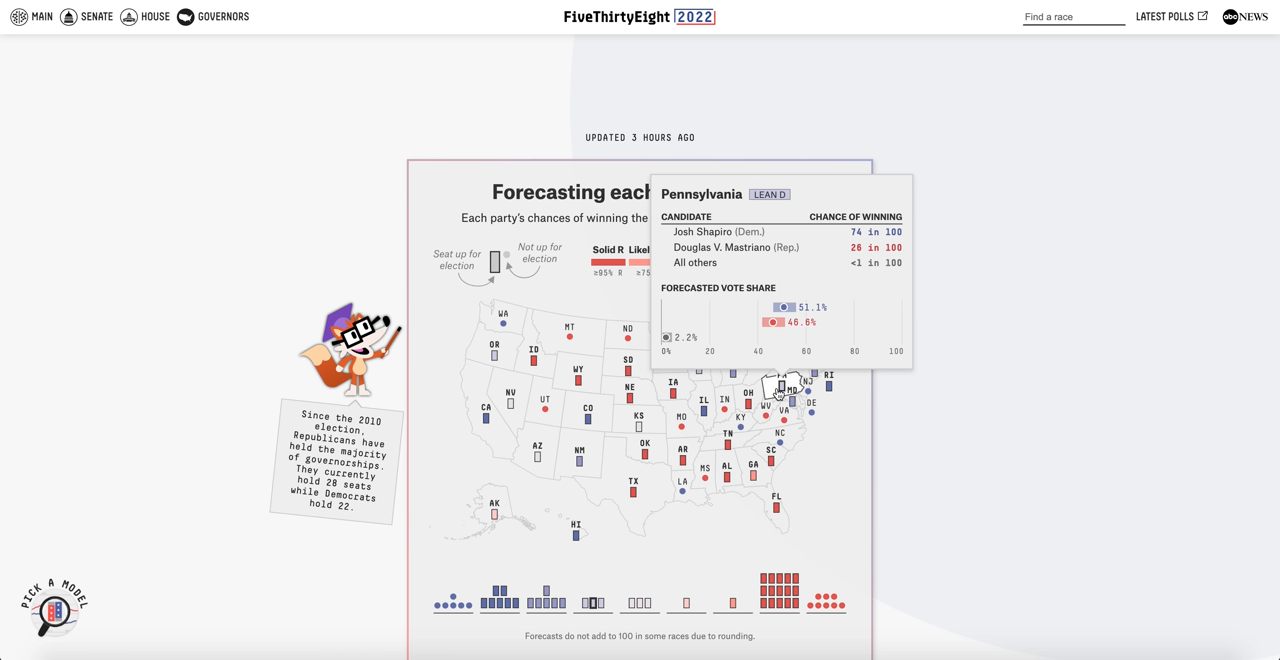 MAIN
SENATE
HOUSE
GOVERNORS
FiveThirtyEight 2022
Find a race
LATEST POLLS
abc NEWS
UPDATED 3 HOURS AGO
Forecasting each
Each party's chances of winning the
Seat up for
election
Not up for
election
Solid R
≥95% R
Pennsylvania LEAN D
CANDIDATE CHANCE OF WINNING
Josh Shapiro (Dem.) 74 in 100
Douglas V. Mastriano (Rep.) 26 in 100
All others <1 in 100
FORECASTED VOTE SHARE
51.1%
46.6%
2.2%
0% 20 40 60 80 100
WA
MT
ND
OR
ID
SD
WY
NE
IA
NV
UT
CO
CA
KS
MO
IL
IN
OH
KY
WV
VA
MD
NJ
RI
DE
NC
TN
SC
AZ
NM
OK
AR
MS
AL
GA
TX
LA
FL
AK
HI
Since the 2010
election,
Republicans have
held the majority
of governorships.
They currently
hold 28 seats
while Democrats
hold 22.
PICK A MODEL
Forecasts do not add to 100 in some races due to rounding.